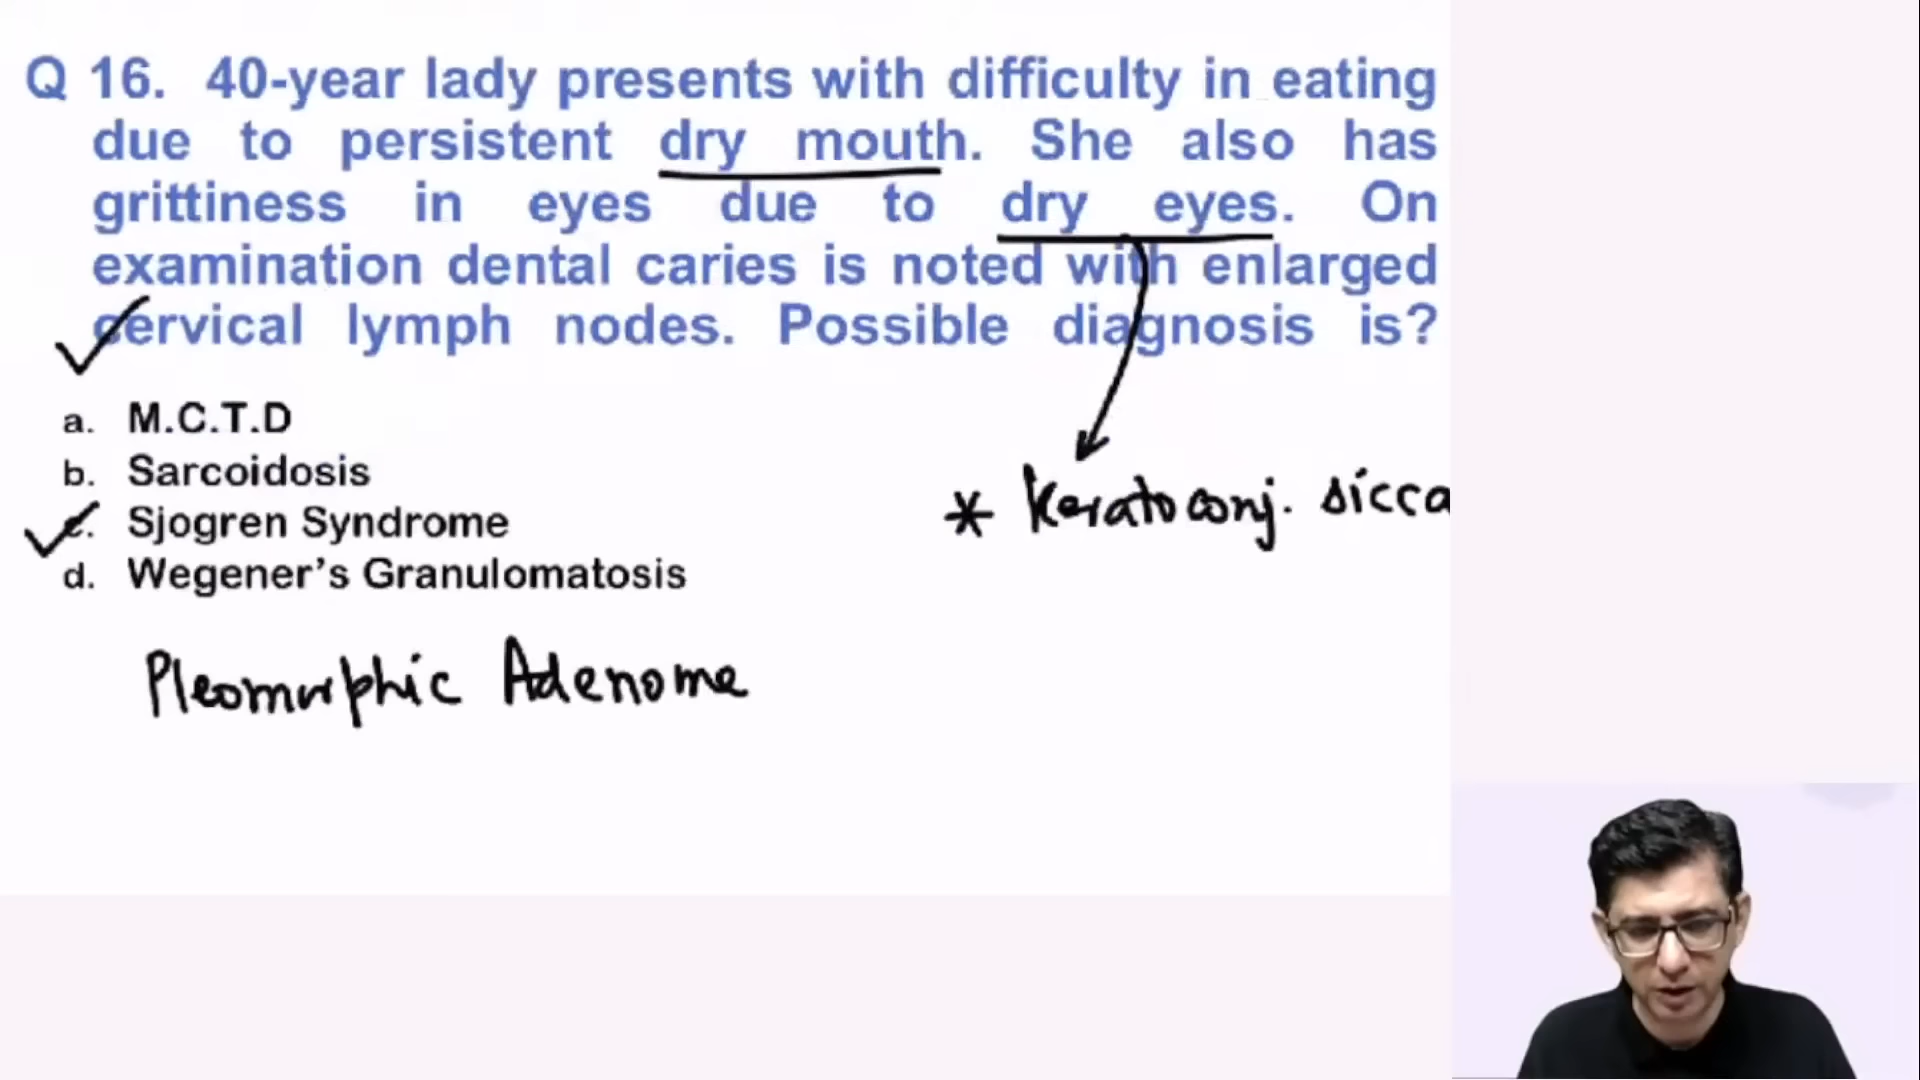 Q 16. 40-year lady presents with difficulty in eating
due to persistent dry mouth. She also has
grittiness in eyes due to dry eyes. On
examination dental caries is noted with enlarged
cervical lymph nodes. Possible diagnosis is?
a. M.C.T.D
b. Sarcoidosis
c. Sjogren Syndrome
d. Wegener's Granulomatosis
* Keratoconj. sicca
Pleomorphic Adenoma